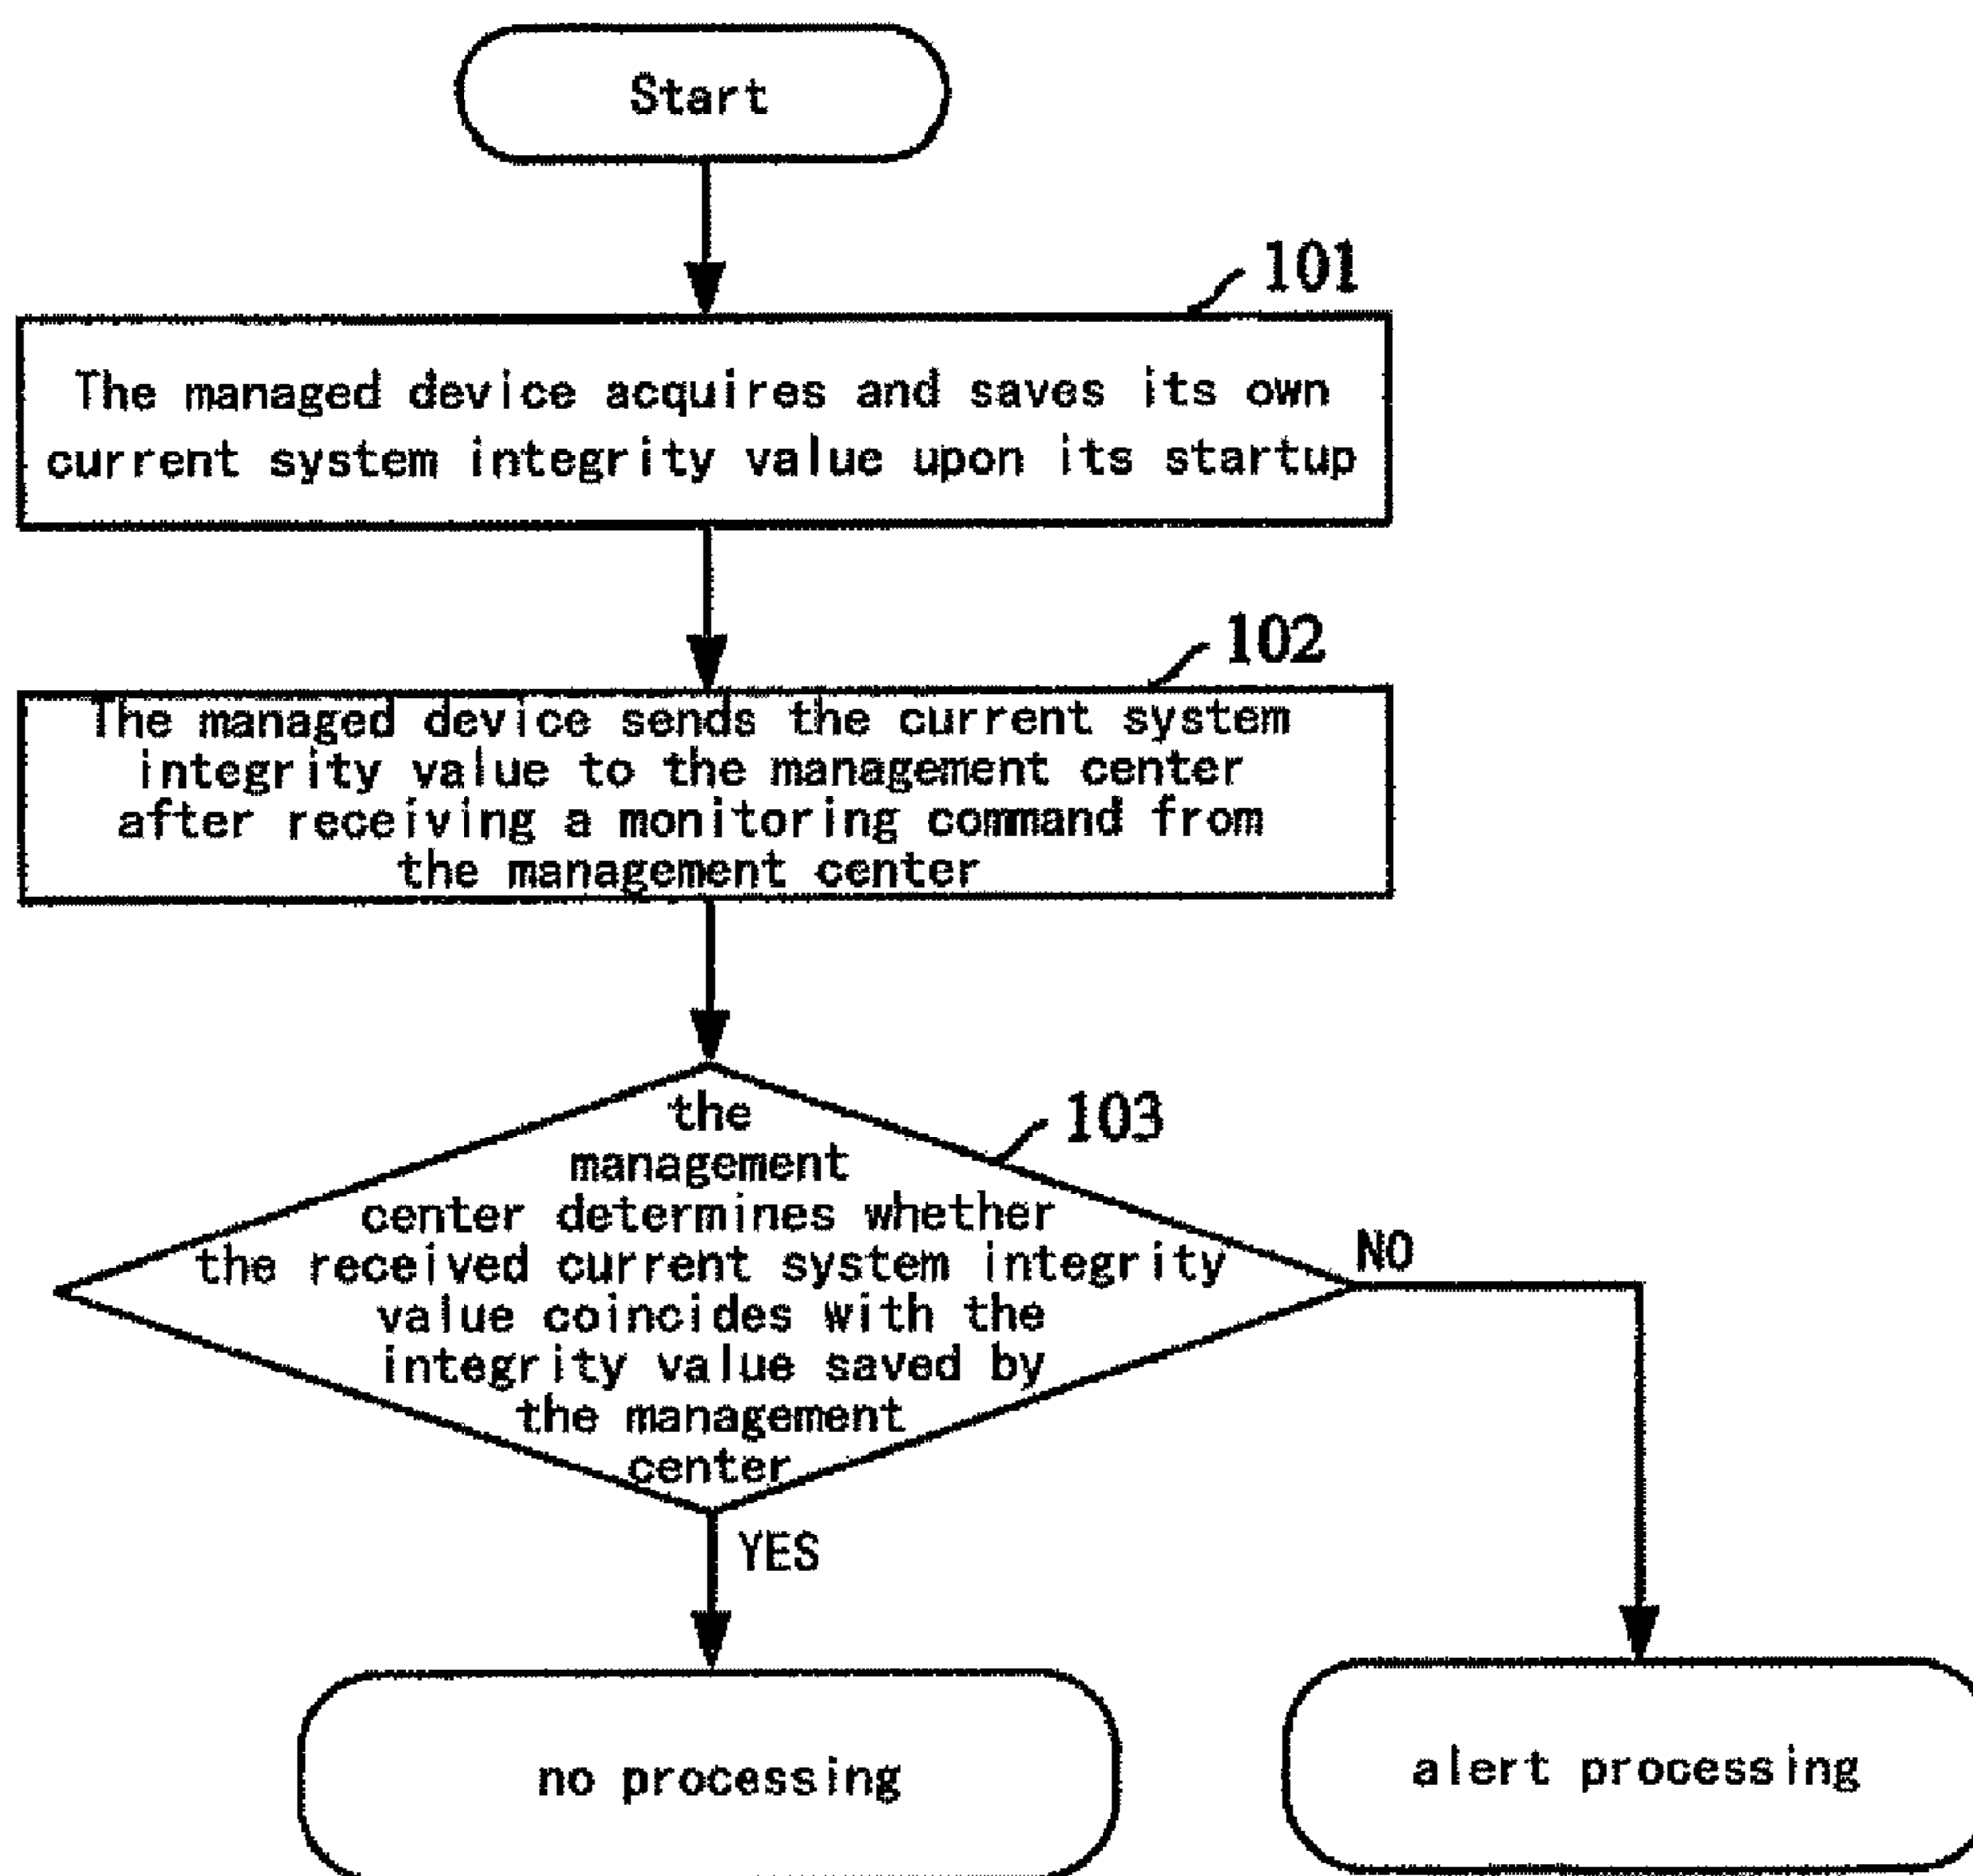 Start
101
The managed device acquires and saves its own
current system integrity value upon its startup
102
The managed device sends the current system
integrity value to the management center
after receiving a monitoring command from
the management center
103
the
management
center determines whether
the received current system integrity
value coincides with the
integrity value saved by
the management
center
NO
YES
no processing
alert processing